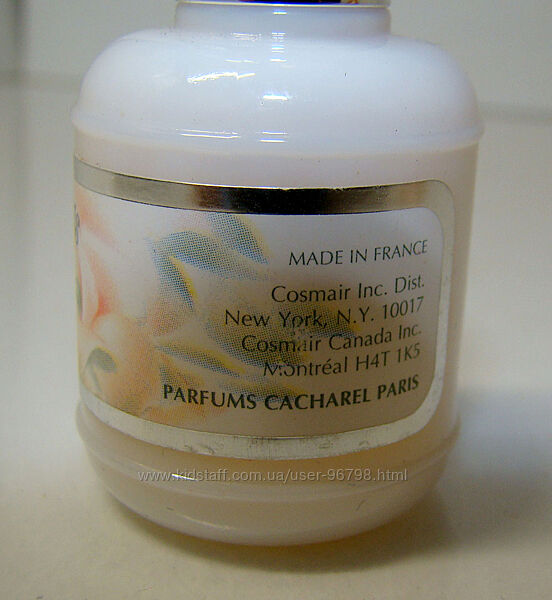 MADE IN FRANCE
Cosmair Inc. Dist.
New York, N.Y. 10017
Cosmair Canada Inc.
Montréal H4T 1K5
PARFUMS CACHAREL PARIS
www.kidstaff.com.ua/user-96798.html